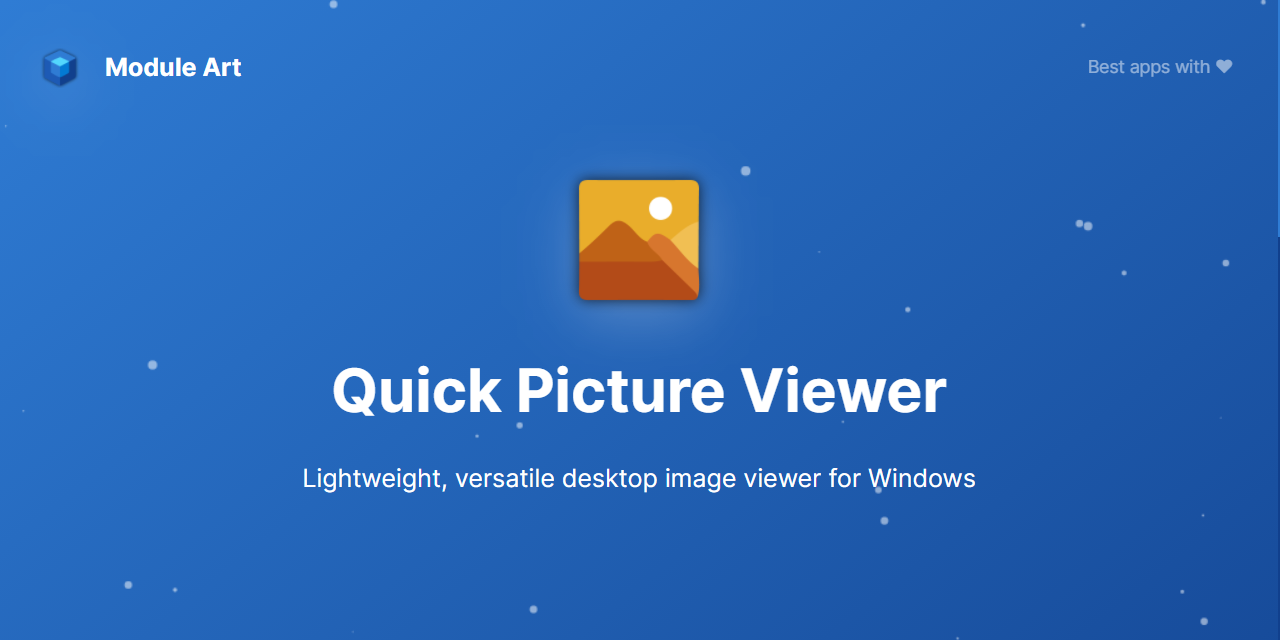 Module Art
Best apps with ♥
Quick Picture Viewer
Lightweight, versatile desktop image viewer for Windows